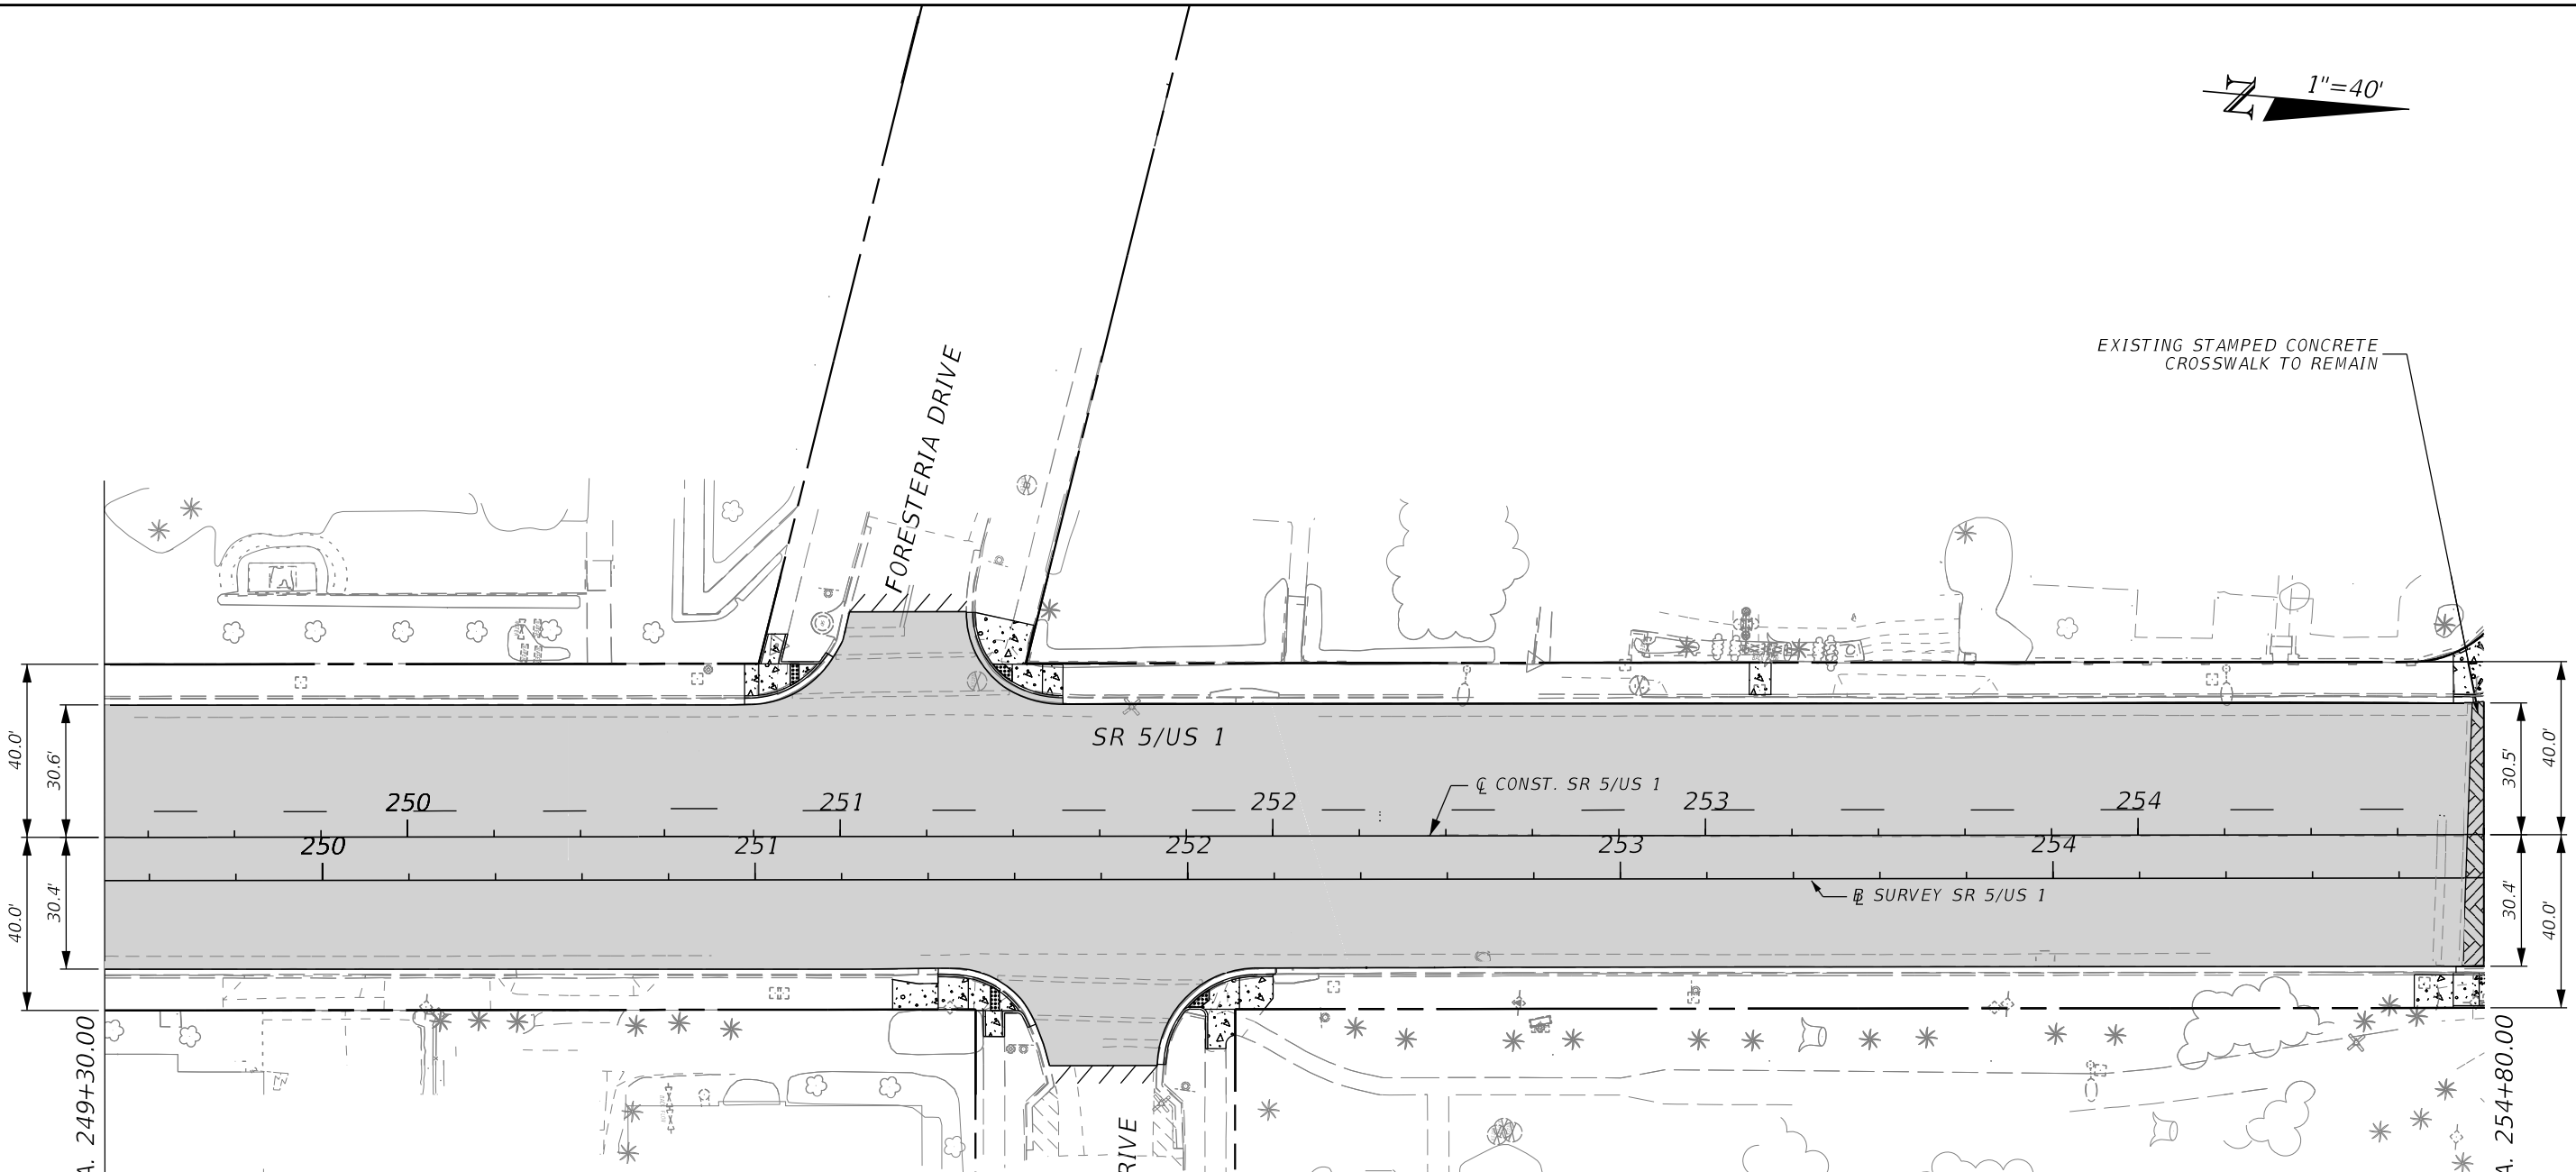 N
1"=40'
EXISTING STAMPED CONCRETE
CROSSWALK TO REMAIN
FORESTERIA DRIVE
SR 5/US 1
℄ CONST. SR 5/US 1
250 251 252 253 254
250 251 252 253 254
SURVEY SR 5/US 1
40.0'
30.6'
40.0'
30.4'
30.5'
40.0'
30.4'
40.0'
A. 249+30.00
RIVE
A. 254+80.00